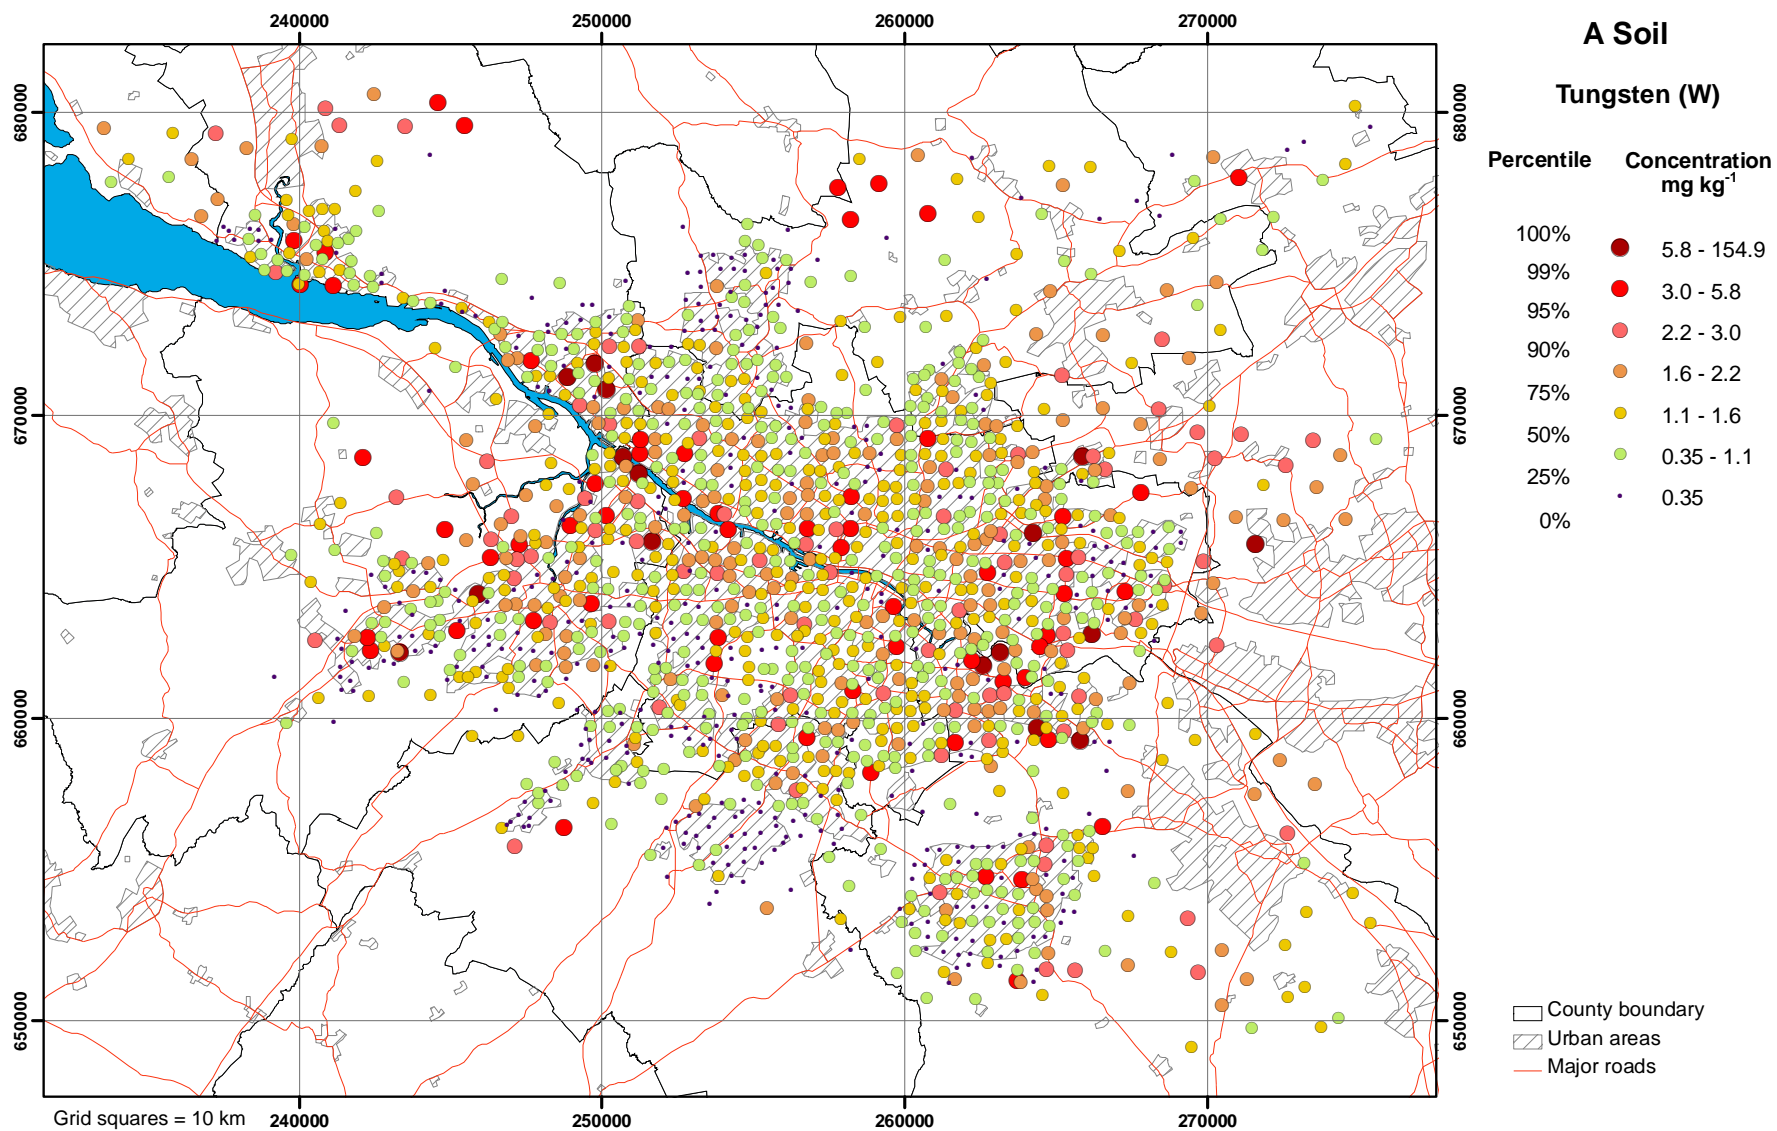 240000 250000 260000 270000
A Soil
Tungsten (W)
680000 680000
Percentile Concentration
mg kg-1
100%
5.8 - 154.9
99%
3.0 - 5.8
95%
2.2 - 3.0
90%
1.6 - 2.2
75%
1.1 - 1.6
50%
0.35 - 1.1
25%
0.35
0%
670000 670000
660000 660000
650000 650000
County boundary
Urban areas
Major roads
Grid squares = 10 km
240000 250000 260000 270000